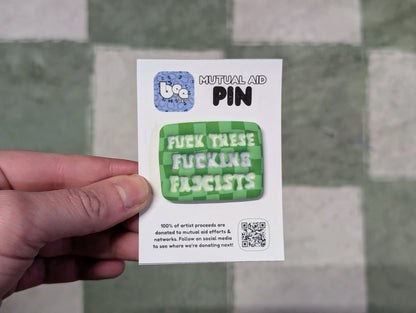 bee
MUTUAL AID
PIN
FUCK THESE
FUCKING
FASCISTS
100% of artist proceeds are
donated to mutual aid efforts &
networks. Follow on social media
to see where we're donating next!